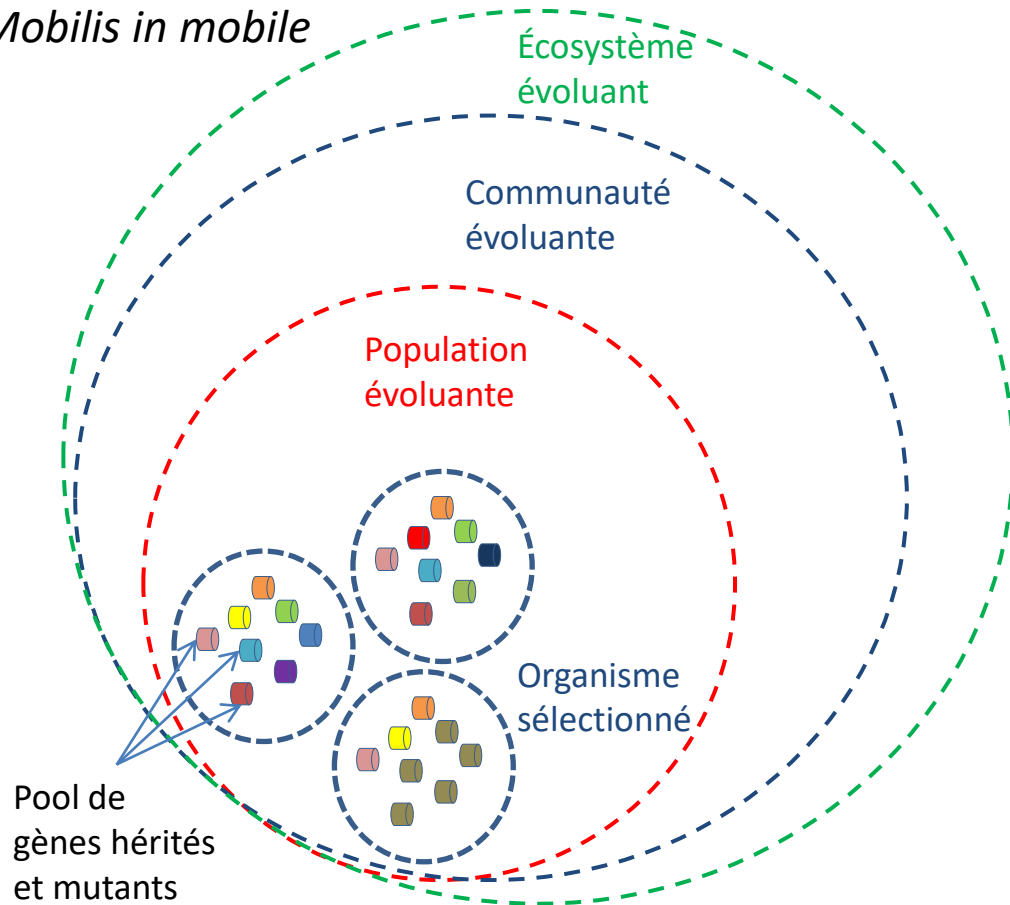 Mobilis in mobile
Écosystème
évoluant
Communauté
évoluante
Population
évoluante
Organisme
sélectionné
Pool de
gènes hérités
et mutants